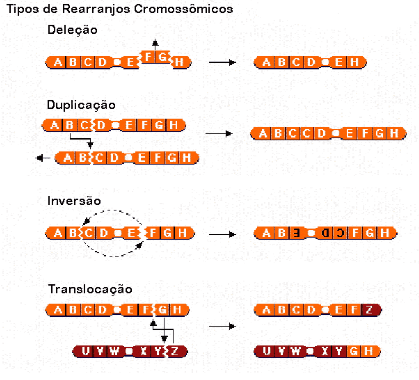 Tipos de Rearranjos Cromossômicos
Deleção
A B C D E F G H
A B C D E H
Duplicação
A B C D E F G H
A B C C D E F G H
A B C D E F G H
Inversão
A B C D E F G H
A B E D C F G H
Translocação
A B C D E F G H
A B C D E F Z
U V W X Y Z
U V W X Y G H